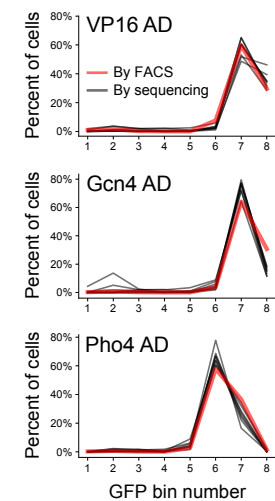 VP16 AD
Percent of cells
80%
60%
40%
20%
0%
By FACS
By sequencing
1 2 3 4 5 6 7 8
Gcn4 AD
Percent of cells
80%
60%
40%
20%
0%
1 2 3 4 5 6 7 8
Pho4 AD
Percent of cells
80%
60%
40%
20%
0%
1 2 3 4 5 6 7 8
GFP bin number